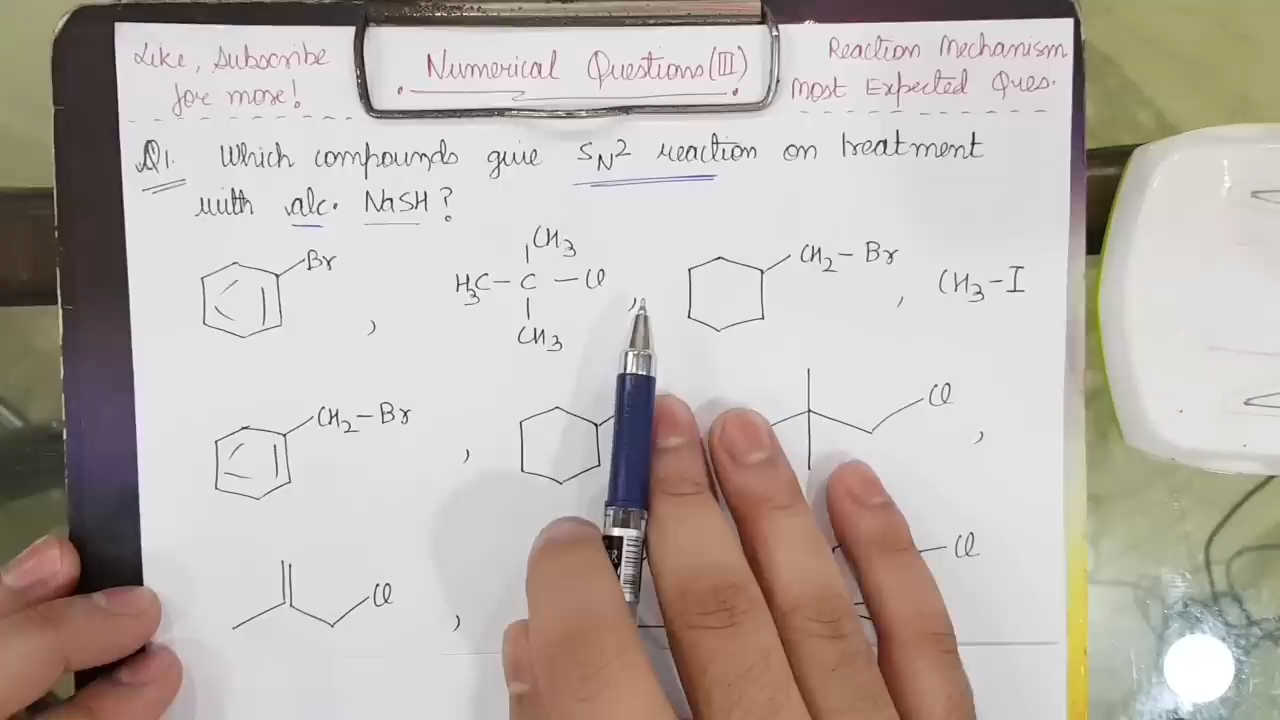 Like, Subscribe
for more!
Numerical Questions (III)
Reaction Mechanism
Most Expected Ques.
Q1. Which compounds give SN2 reaction on treatment
with alc. NaSH?
Br
CH3
H3C - C - Cl
CH3
,
CH2 - Br
,
CH3 - I
,
CH2 - Br
,
Cl
,
Cl
,
Cl